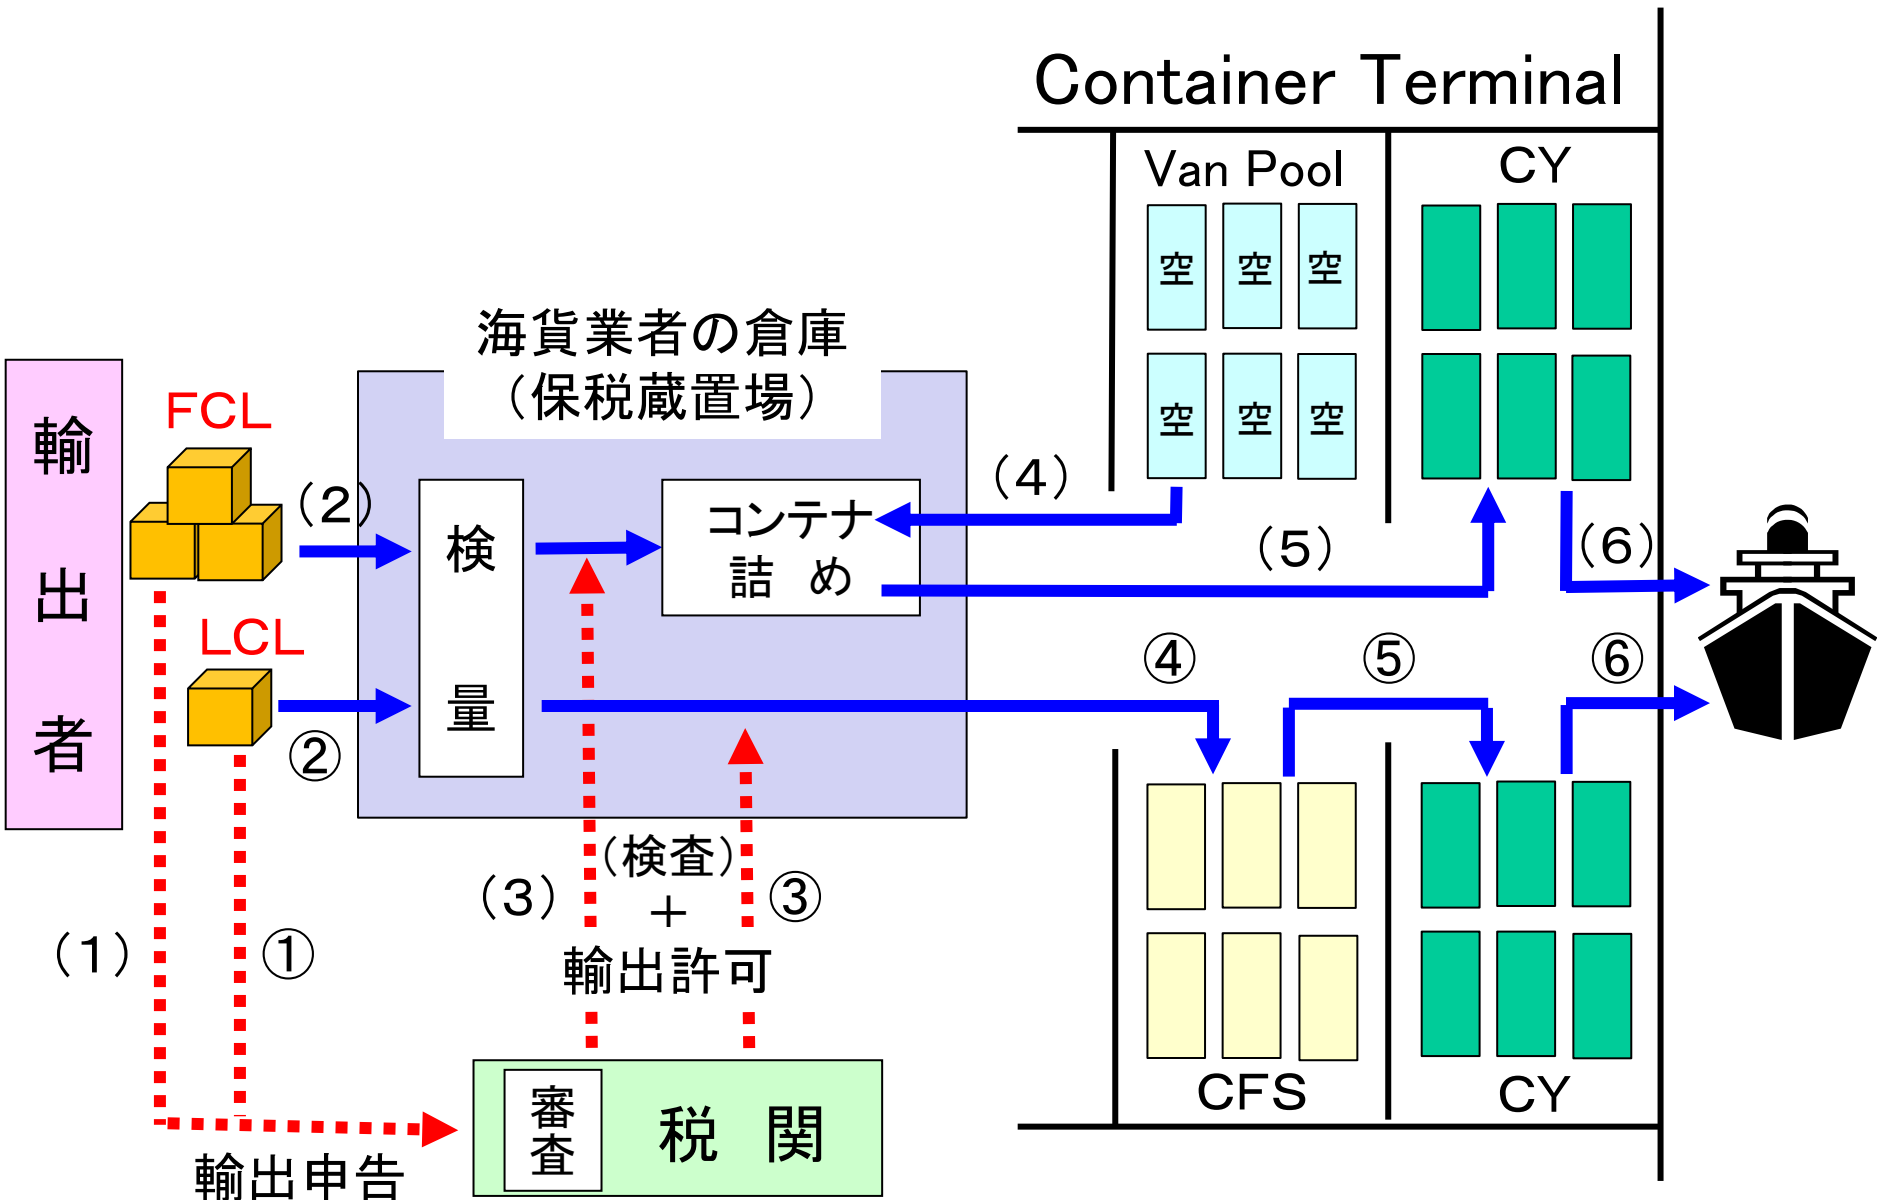 Container Terminal
Van Pool
CY
空 空 空
空 空 空
海貨業者の倉庫
（保税蔵置場）
輸出者
FCL
（2）
検量
コンテナ
詰 め
（4）
（5）
（6）
LCL
②
④
⑤
⑥
（検査）
＋
（3）
③
輸出許可
（1）
①
CFS
CY
審査
税 関
輸出申告